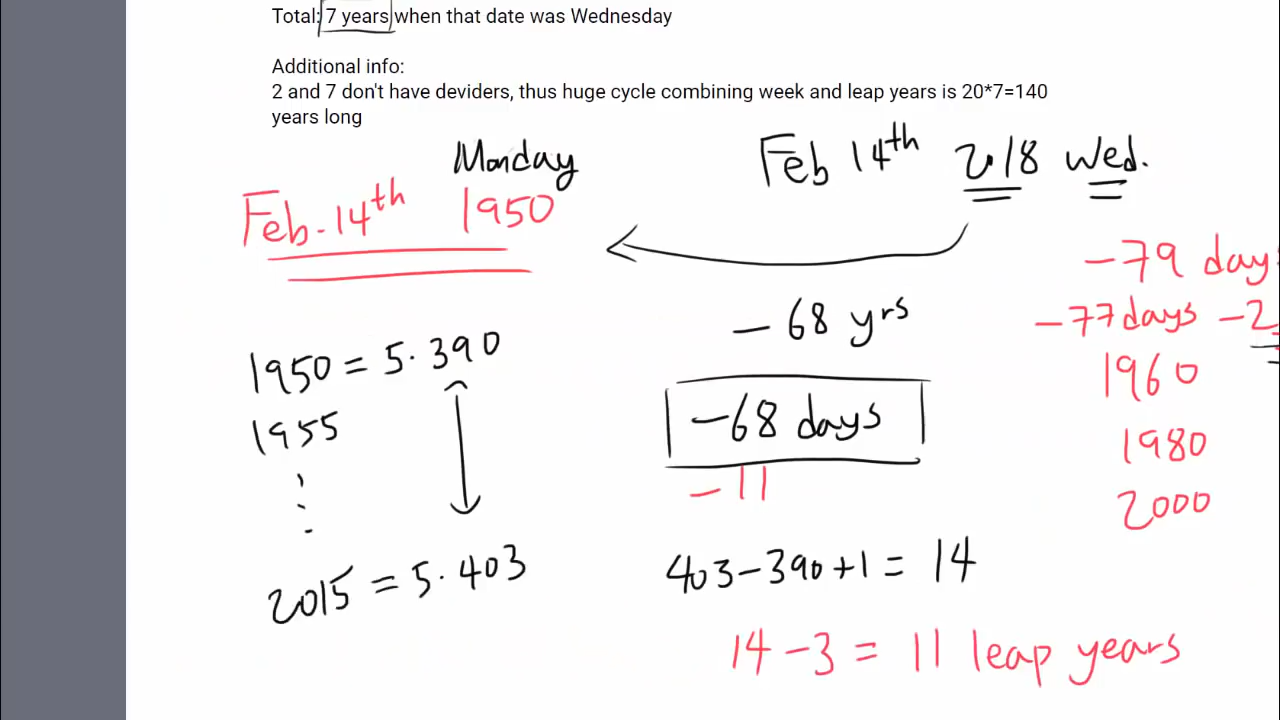 Total: 7 years when that date was Wednesday
Additional info:
2 and 7 don't have deviders, thus huge cycle combining week and leap years is 20*7=140
years long
Monday
Feb. 14th 1950
Feb 14th 2018 Wed.
-79 days
-77days -2
- 68 yrs
1950 = 5·390
1960
1955
-68 days
1980
-11
2000
2015 = 5·403
403-390+1= 14
14-3 = 11 leap years